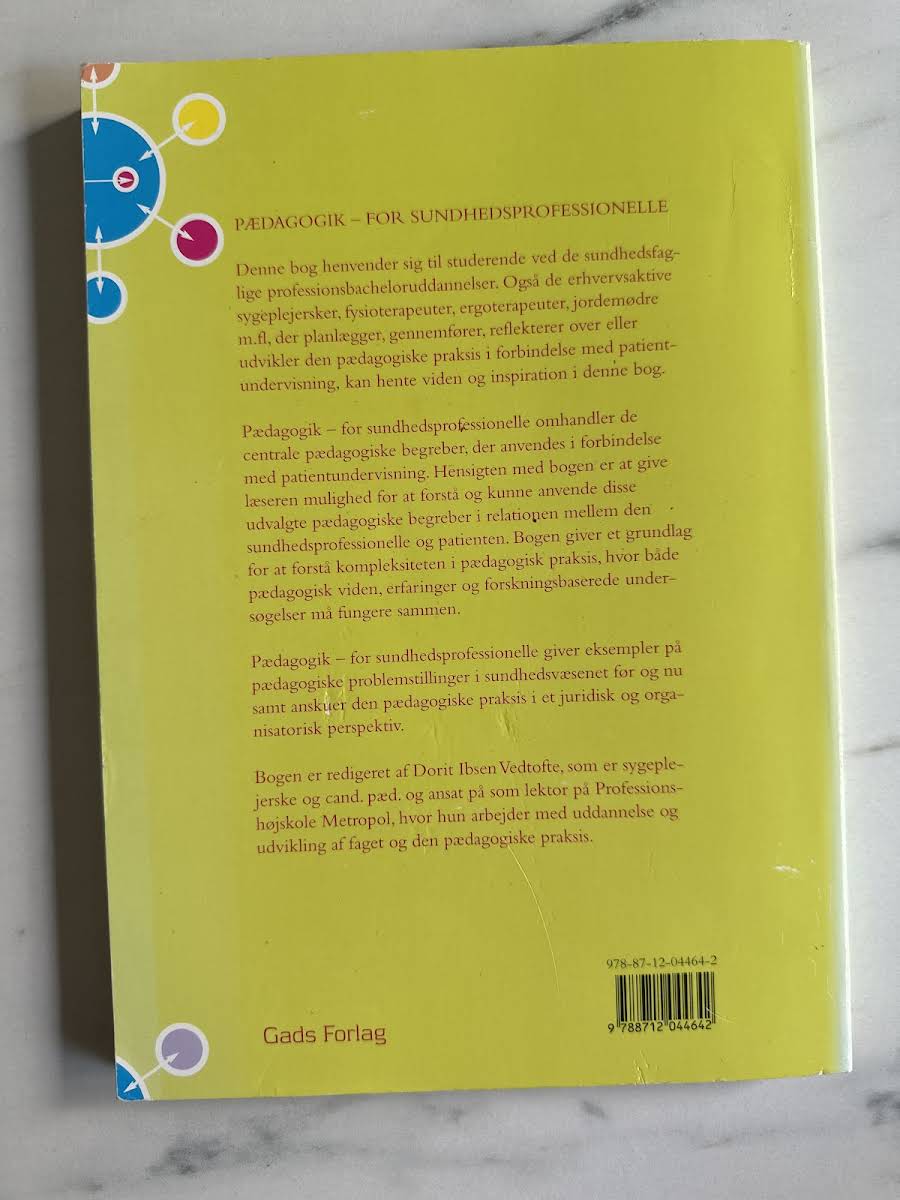 PÆDAGOGIK – FOR SUNDHEDSPROFESSIONELLE
Denne bog henvender sig til studerende ved de sundhedsfag-
lige professionsbacheloruddannelser. Også de erhvervsaktive
sygeplejersker, fysioterapeuter, ergoterapeuter, jordemødre
m.fl, der planlægger, gennemfører, reflekterer over eller
udvikler den pædagogiske praksis i forbindelse med patient-
undervisning, kan hente viden og inspiration i denne bog.
Pædagogik – for sundhedsprofessionelle omhandler de
centrale pædagogiske begreber, der anvendes i forbindelse
med patientundervisning. Hensigten med bogen er at give
læseren mulighed for at forstå og kunne anvende disse
udvalgte pædagogiske begreber i relationen mellem den
sundhedsprofessionelle og patienten. Bogen giver et grundlag
for at forstå kompleksiteten i pædagogisk praksis, hvor både
pædagogisk viden, erfaringer og forskningsbaserede under-
søgelser må fungere sammen.
Pædagogik – for sundhedsprofessionelle giver eksempler på
pædagogiske problemstillinger i sundhedsvæsenet før og nu
samt anskuer den pædagogiske praksis i et juridisk og orga-
nisatorisk perspektiv.
Bogen er redigeret af Dorit Ibsen Vedtofte, som er sygeple-
jerske og cand. pæd. og ansat på som lektor på Professions-
højskole Metropol, hvor hun arbejder med uddannelse og
udvikling af faget og den pædagogiske praksis.
978-87-12-04464-2
9 788712 044642
Gads Forlag